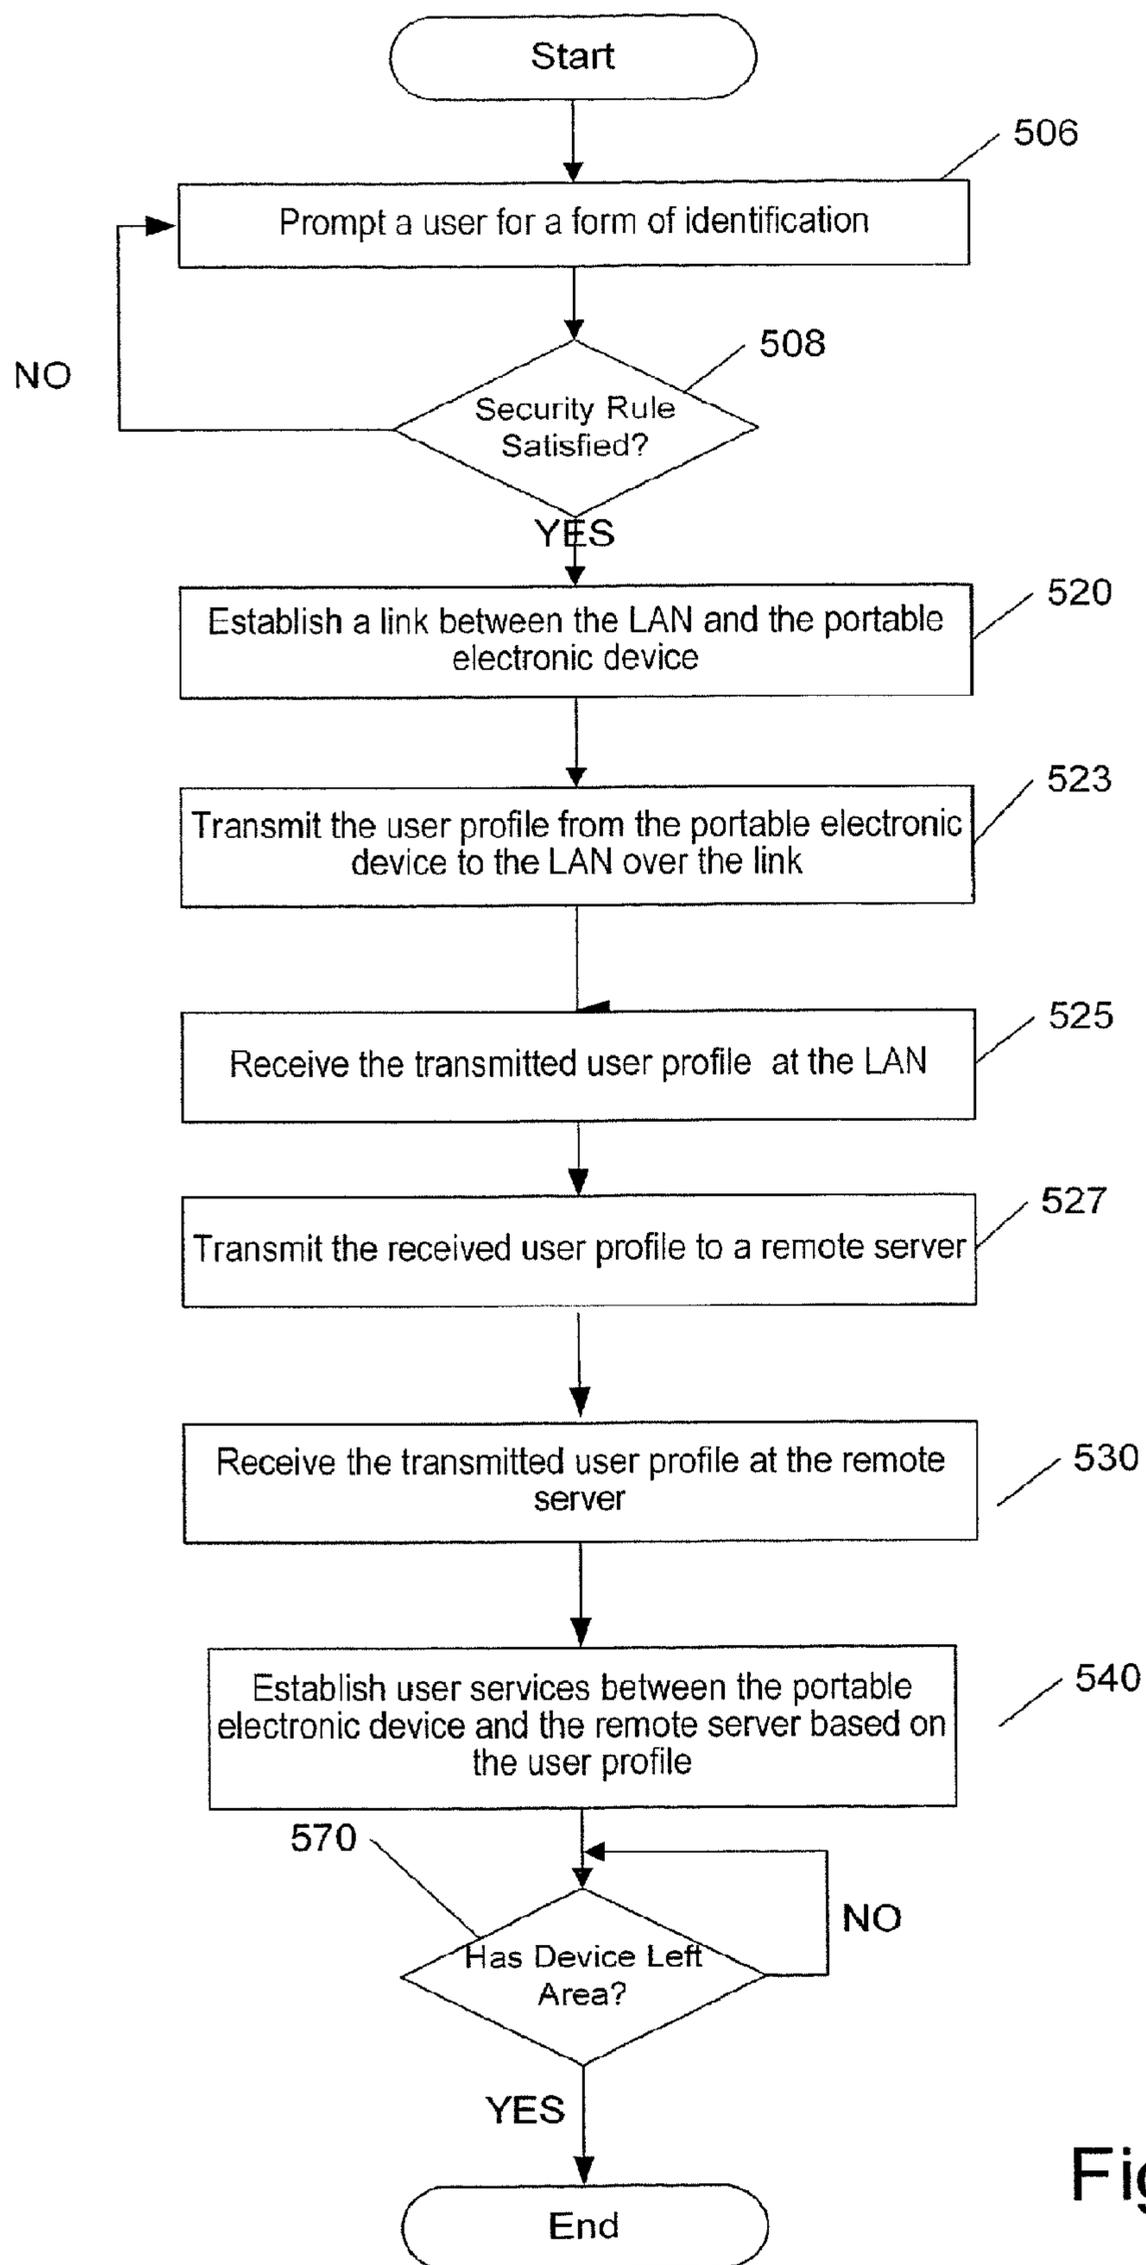 Start
506
Prompt a user for a form of identification
508
NO
Security Rule
Satisfied?
YES
520
Establish a link between the LAN and the portable
electronic device
523
Transmit the user profile from the portable electronic
device to the LAN over the link
525
Receive the transmitted user profile at the LAN
527
Transmit the received user profile to a remote server
530
Receive the transmitted user profile at the remote
server
540
Establish user services between the portable
electronic device and the remote server based on
the user profile
570
NO
Has Device Left
Area?
YES
Fig
End